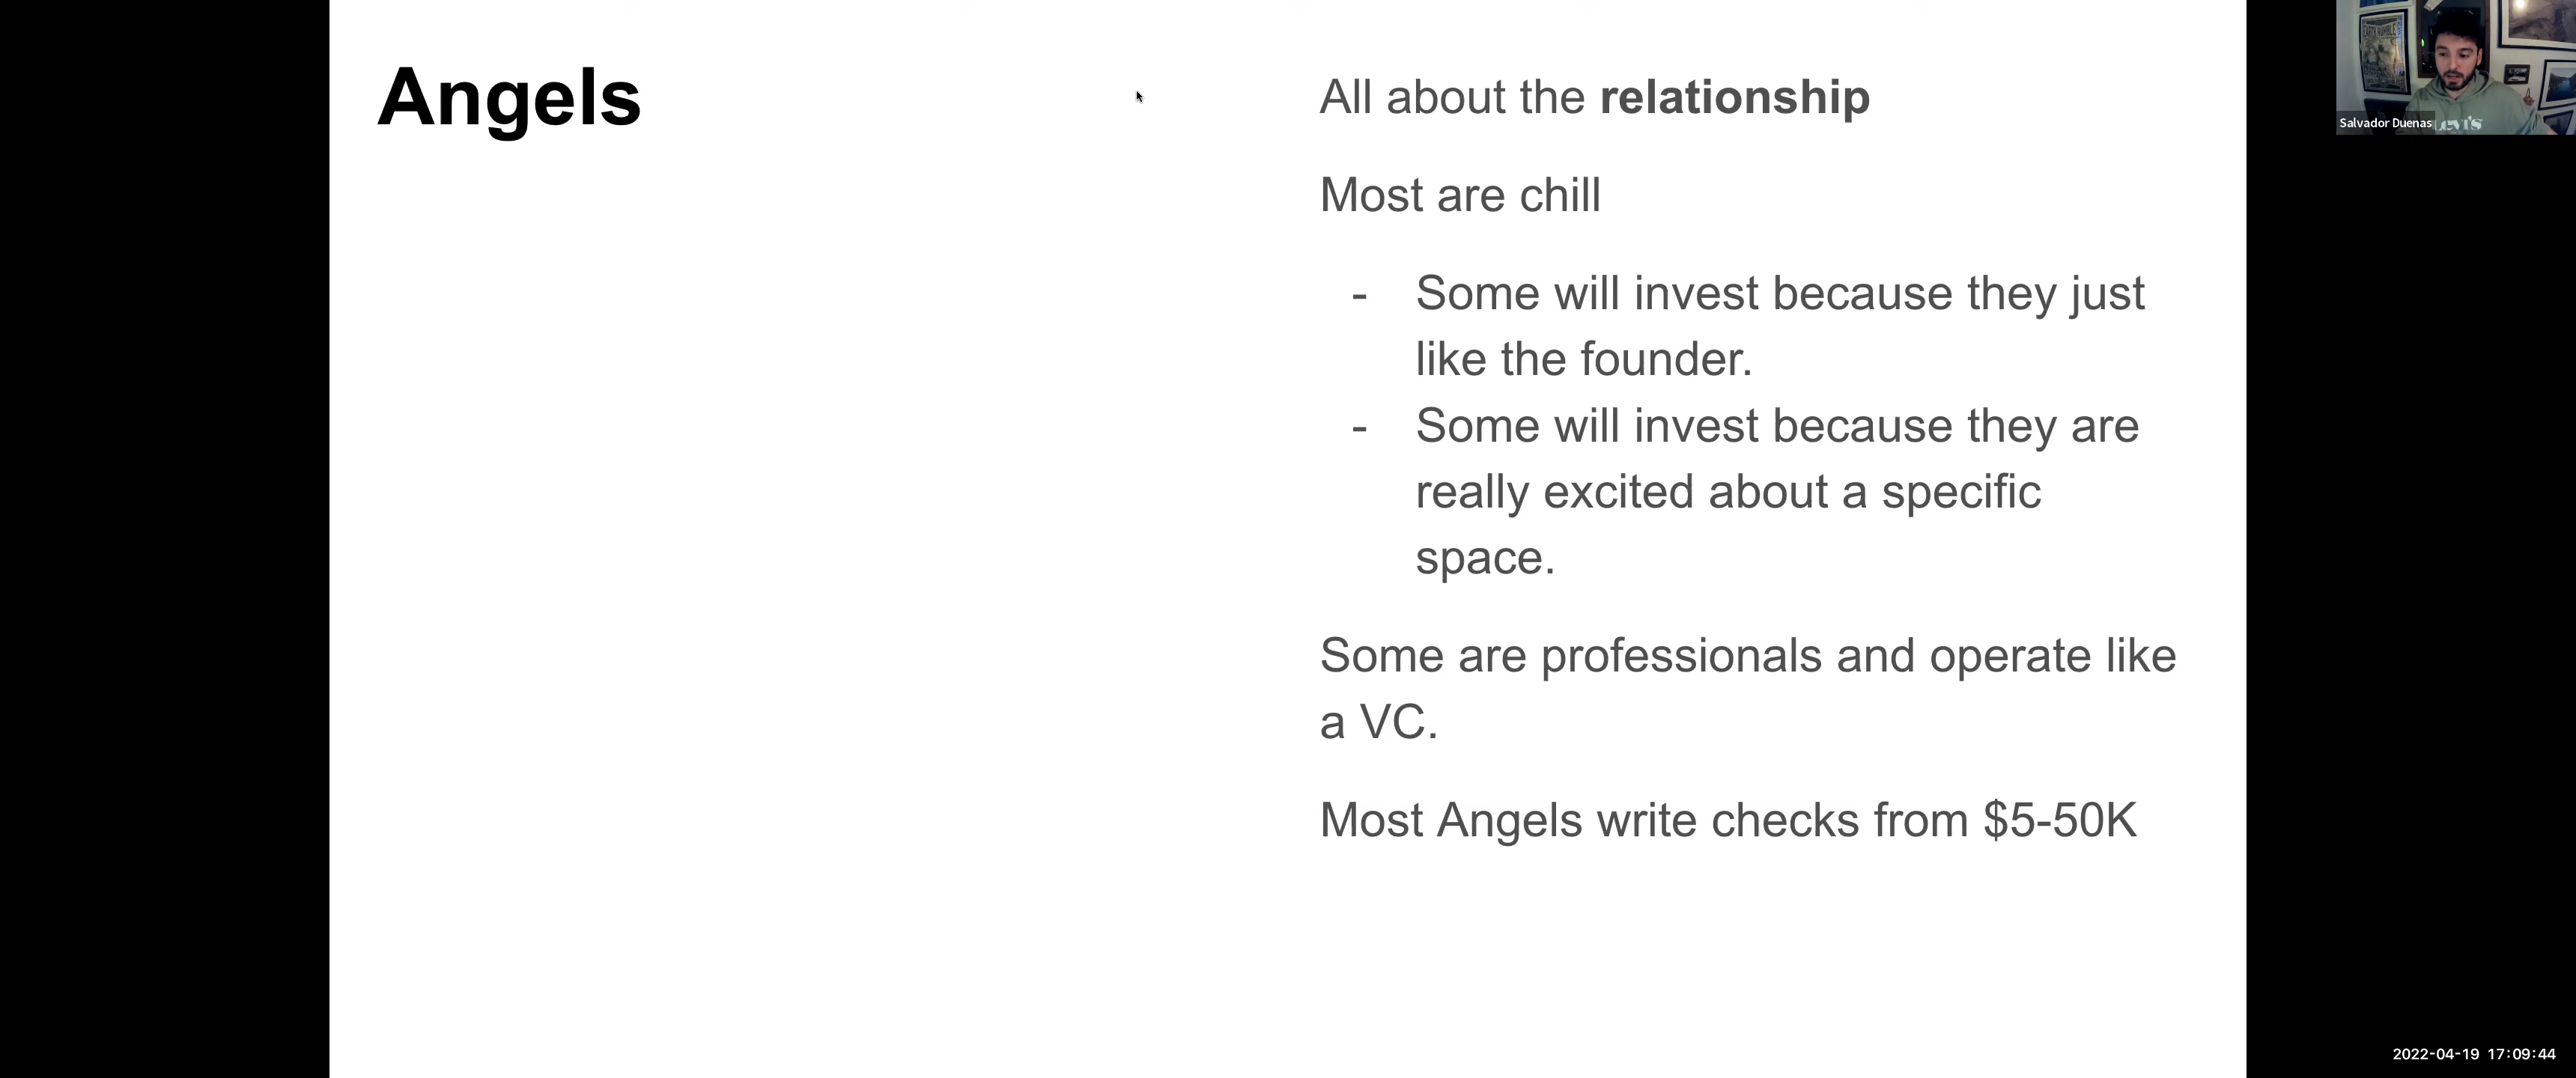 Angels
All about the relationship
Most are chill
- Some will invest because they just
like the founder.
- Some will invest because they are
really excited about a specific
space.
Some are professionals and operate like
a VC.
Most Angels write checks from $5-50K
Salvador Duenas
Levi's
2022-04-19 17:09:44